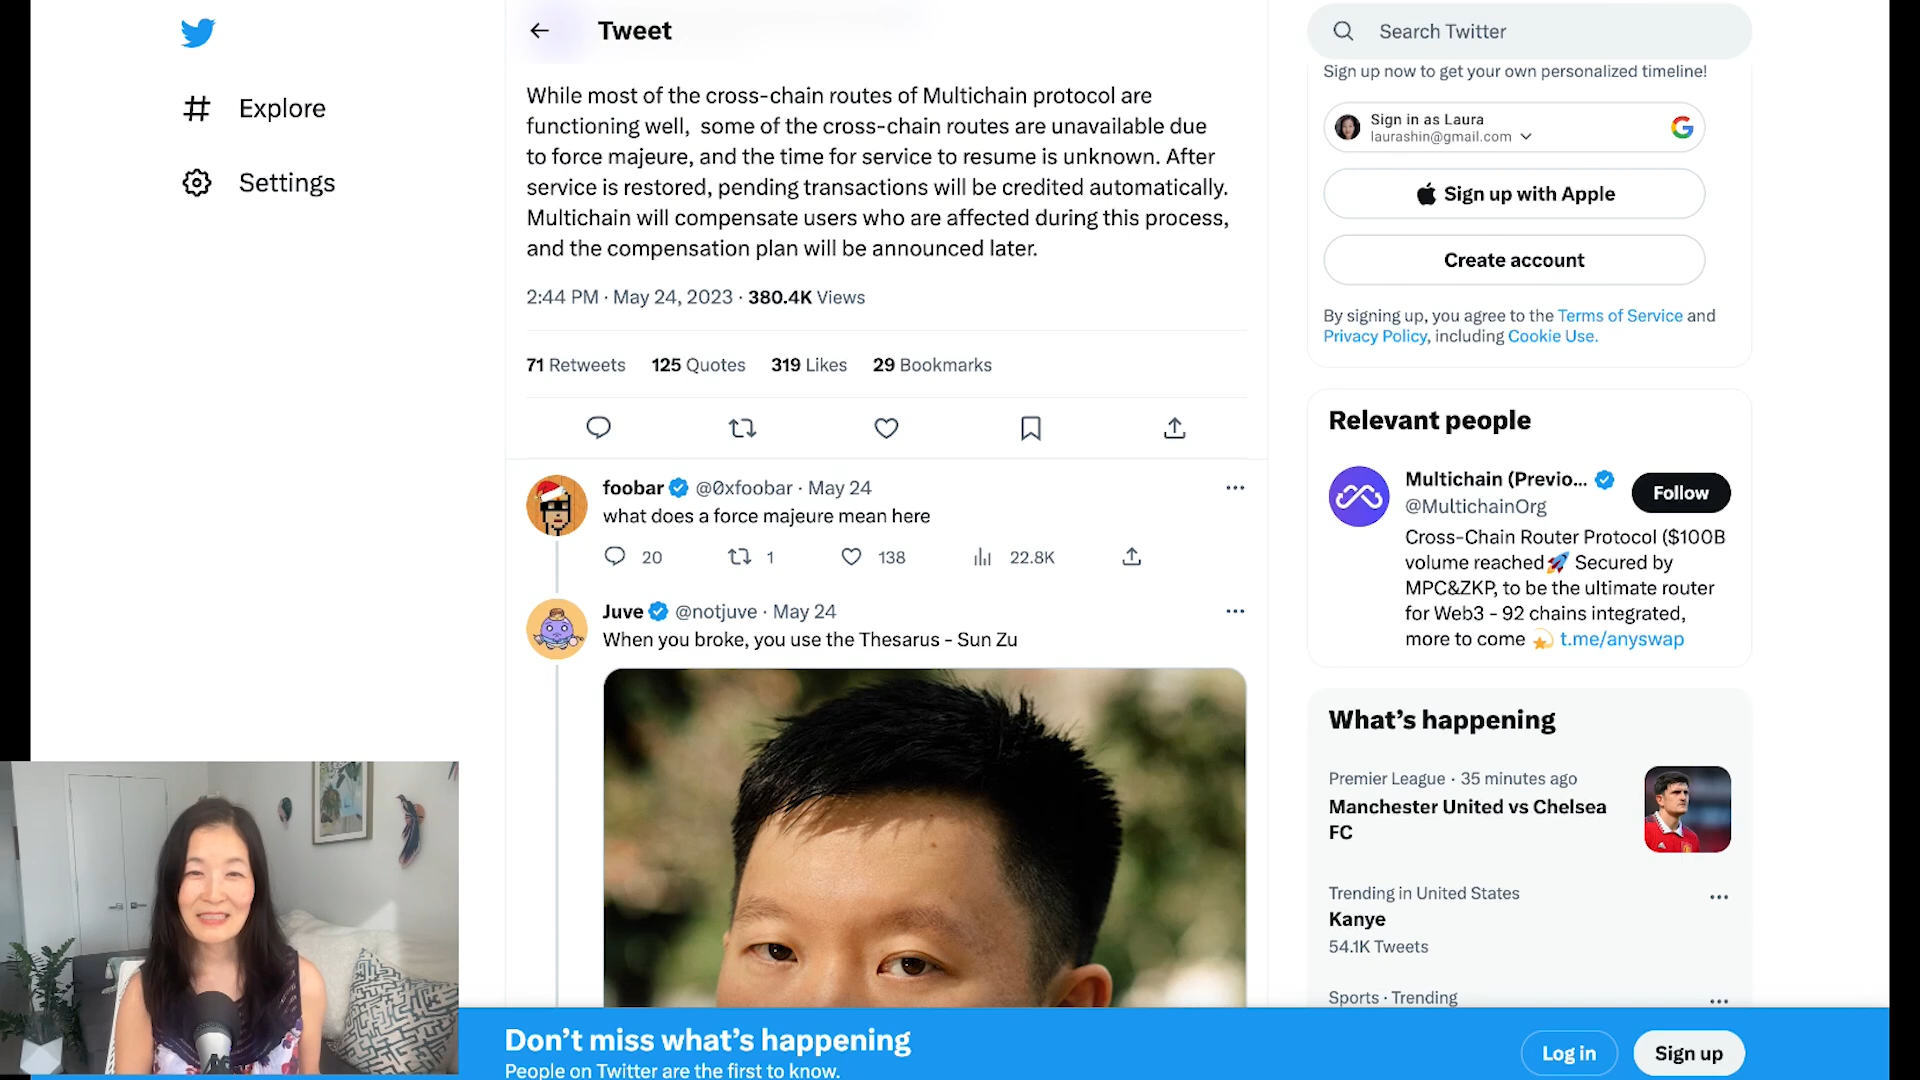 Explore
Settings
Tweet
While most of the cross-chain routes of Multichain protocol are
functioning well,  some of the cross-chain routes are unavailable due
to force majeure, and the time for service to resume is unknown. After
service is restored, pending transactions will be credited automatically.
Multichain will compensate users who are affected during this process,
and the compensation plan will be announced later.
2:44 PM · May 24, 2023 · 380.4K Views
71 Retweets 125 Quotes 319 Likes 29 Bookmarks
foobar @0xfoobar · May 24
what does a force majeure mean here
20 1 138 22.8K
Juve @notjuve · May 24
When you broke, you use the Thesarus - Sun Zu
Search Twitter
Sign up now to get your own personalized timeline!
Sign in as Laura
laurashin@gmail.com
Sign up with Apple
Create account
By signing up, you agree to the Terms of Service and
Privacy Policy, including Cookie Use.
Relevant people
Multichain (Previo...
@MultichainOrg
Follow
Cross-Chain Router Protocol ($100B
volume reached🚀 Secured by
MPC&ZKP, to be the ultimate router
for Web3 - 92 chains integrated,
more to come 💫 t.me/anyswap
What's happening
Premier League · 35 minutes ago
Manchester United vs Chelsea
FC
Trending in United States
Kanye
54.1K Tweets
Sports · Trending
Don't miss what's happening
People on Twitter are the first to know.
Log in
Sign up